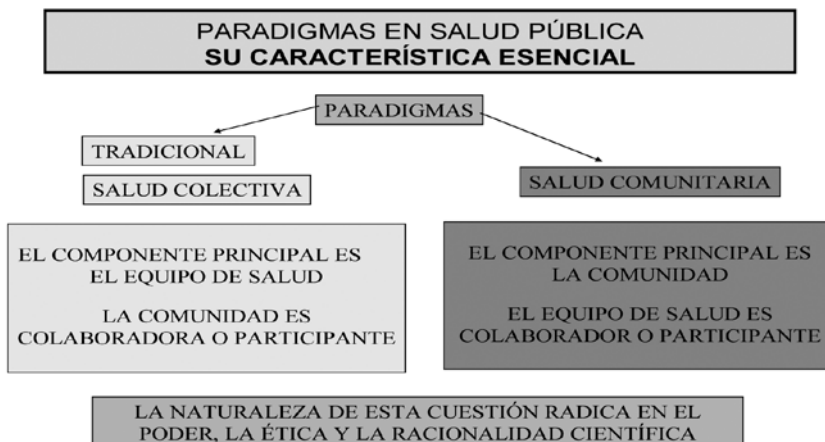 PARADIGMAS EN SALUD PÚBLICA
SU CARACTERÍSTICA ESENCIAL
PARADIGMAS
TRADICIONAL
SALUD COLECTIVA
SALUD COMUNITARIA
EL COMPONENTE PRINCIPAL ES
EL EQUIPO DE SALUD
LA COMUNIDAD ES
COLABORADORA O PARTICIPANTE
EL COMPONENTE PRINCIPAL ES
LA COMUNIDAD
EL EQUIPO DE SALUD ES
COLABORADOR O PARTICIPANTE
LA NATURALEZA DE ESTA CUESTIÓN RADICA EN EL
PODER, LA ÉTICA Y LA RACIONALIDAD CIENTÍFICA